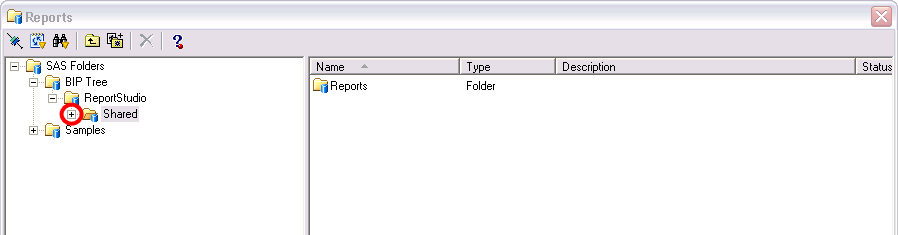 Reports
SAS Folders
BIP Tree
ReportStudio
Shared
Samples
Name Type Description Status
Reports Folder